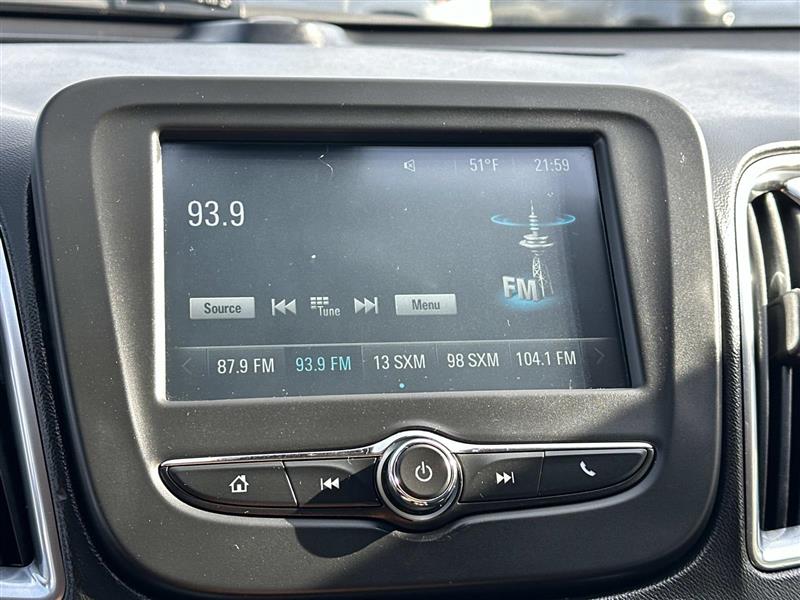 51°F 21:59
93.9
FM
Source Tune Menu
87.9 FM 93.9 FM 13 SXM 98 SXM 104.1 FM